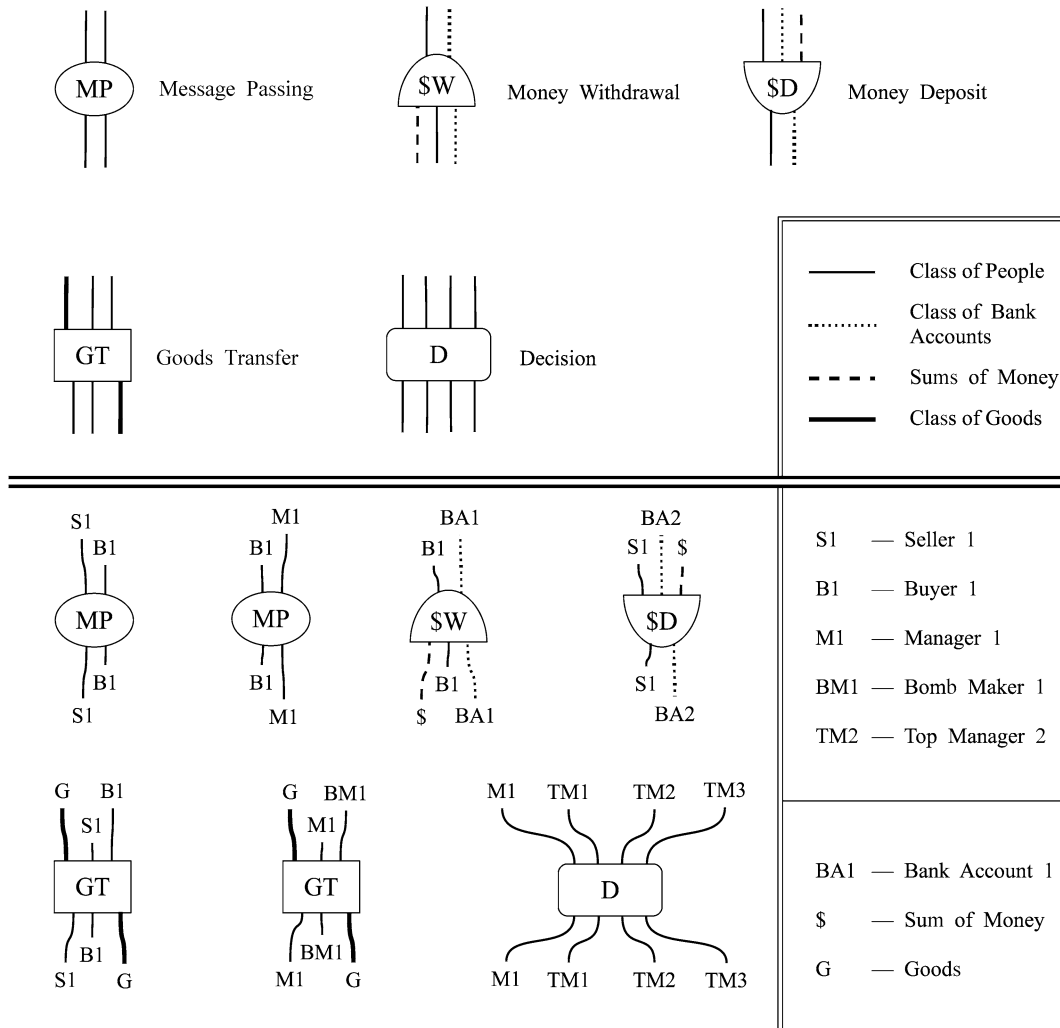 MP Message Passing
$W Money Withdrawal
$D Money Deposit
GT Goods Transfer
D Decision
Class of People
Class of Bank
Accounts
Sums of Money
Class of Goods
S1 B1 MP B1 S1
M1 B1 MP B1 M1
BA1 B1 $W B1 $ BA1
BA2 S1 $ $D S1 BA2
S1 — Seller 1
B1 — Buyer 1
M1 — Manager 1
BM1 — Bomb Maker 1
TM2 — Top Manager 2
G B1 S1 GT B1 S1 G
G BM1 M1 GT BM1 M1 G
M1 TM1 TM2 TM3
D
M1 TM1 TM2 TM3
BA1 — Bank Account 1
$ — Sum of Money
G — Goods